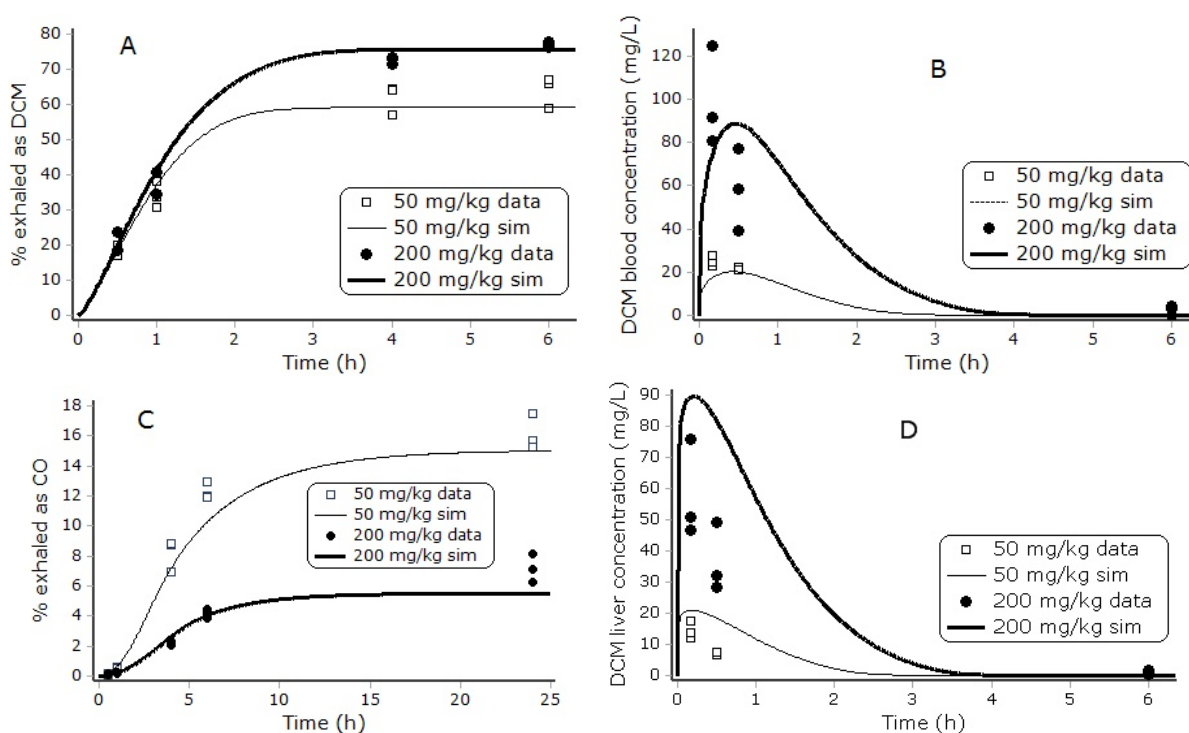 A
% exhaled as DCM
80
70
60
50
40
30
20
10
0
50 mg/kg data
50 mg/kg sim
200 mg/kg data
200 mg/kg sim
0 1 2 3 4 5 6
Time (h)
B
DCM blood concentration (mg/L)
120
100
80
60
40
20
0
50 mg/kg data
50 mg/kg sim
200 mg/kg data
200 mg/kg sim
0 1 2 3 4 5 6
Time (h)
C
% exhaled as CO
18
16
14
12
10
8
6
4
2
0
50 mg/kg data
50 mg/kg sim
200 mg/kg data
200 mg/kg sim
0 5 10 15 20 25
Time (h)
D
DCM liver concentration (mg/L)
90
80
70
60
50
40
30
20
10
0
50 mg/kg data
50 mg/kg sim
200 mg/kg data
200 mg/kg sim
0 1 2 3 4 5 6
Time (h)